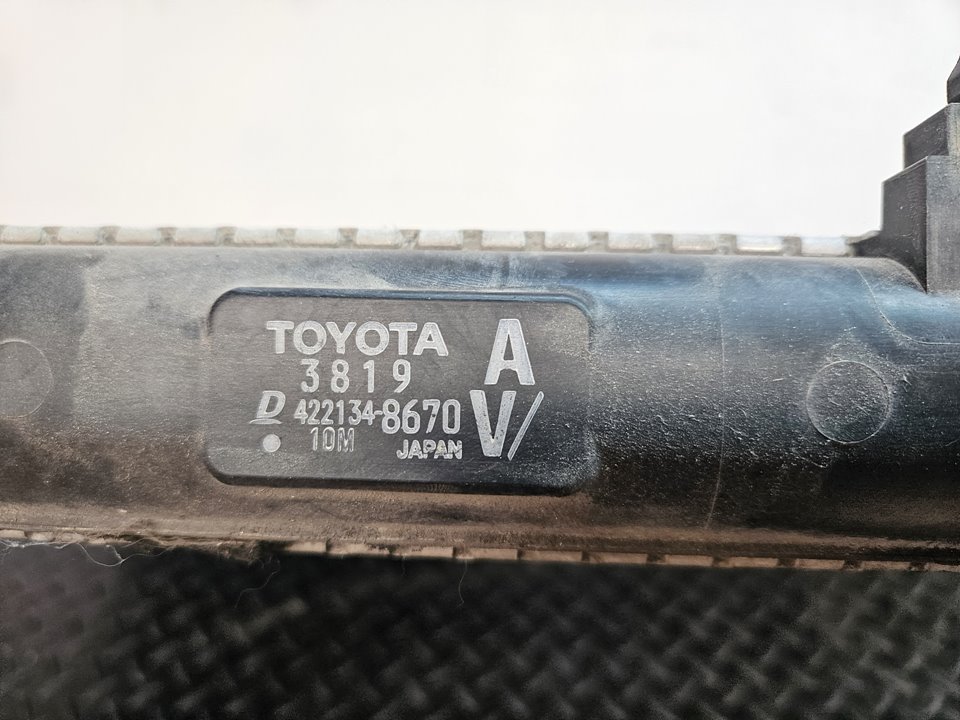 TOYOTA A
3819
D 422134-8670 V/
10M JAPAN